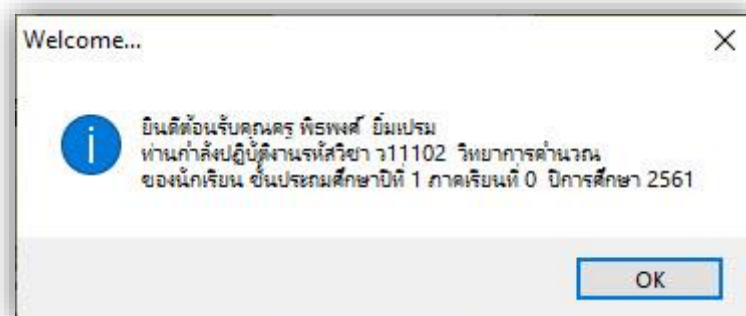 Welcome...
ยินดีต้อนรับคุณครู พิรพงศ์ ยิ้มเปรม
ท่านกำลังปฏิบัติงานรหัสวิชา ว11102 วิทยาการคำนวณ
ของนักเรียน ชั้นประถมศึกษาปีที่ 1 ภาคเรียนที่ 0 ปีการศึกษา 2561
OK